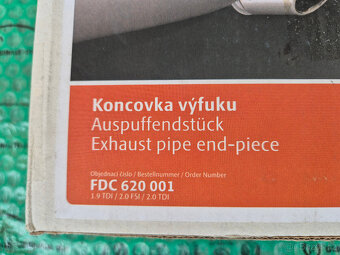 Koncovka výfuku
Auspuffendstück
Exhaust pipe end-piece
Objednací číslo / Bestellnummer / Order Number
FDC 620 001
1.9 TDI / 2.0 FSI / 2.0 TDI